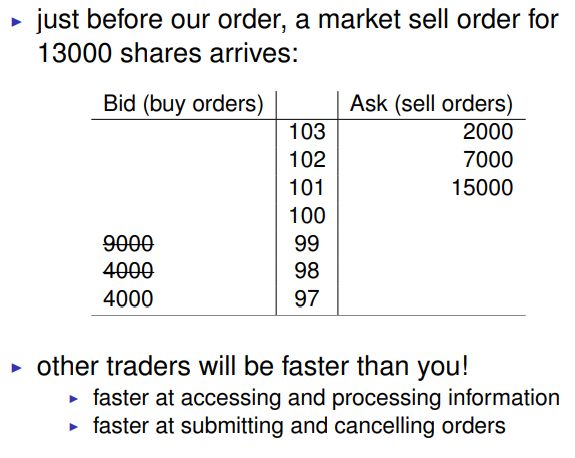 ▸ just before our order, a market sell order for
13000 shares arrives:
Bid (buy orders) Ask (sell orders)
103 2000
102 7000
101 15000
100
9000 99
4000 98
4000 97
▸ other traders will be faster than you!
▸ faster at accessing and processing information
▸ faster at submitting and cancelling orders